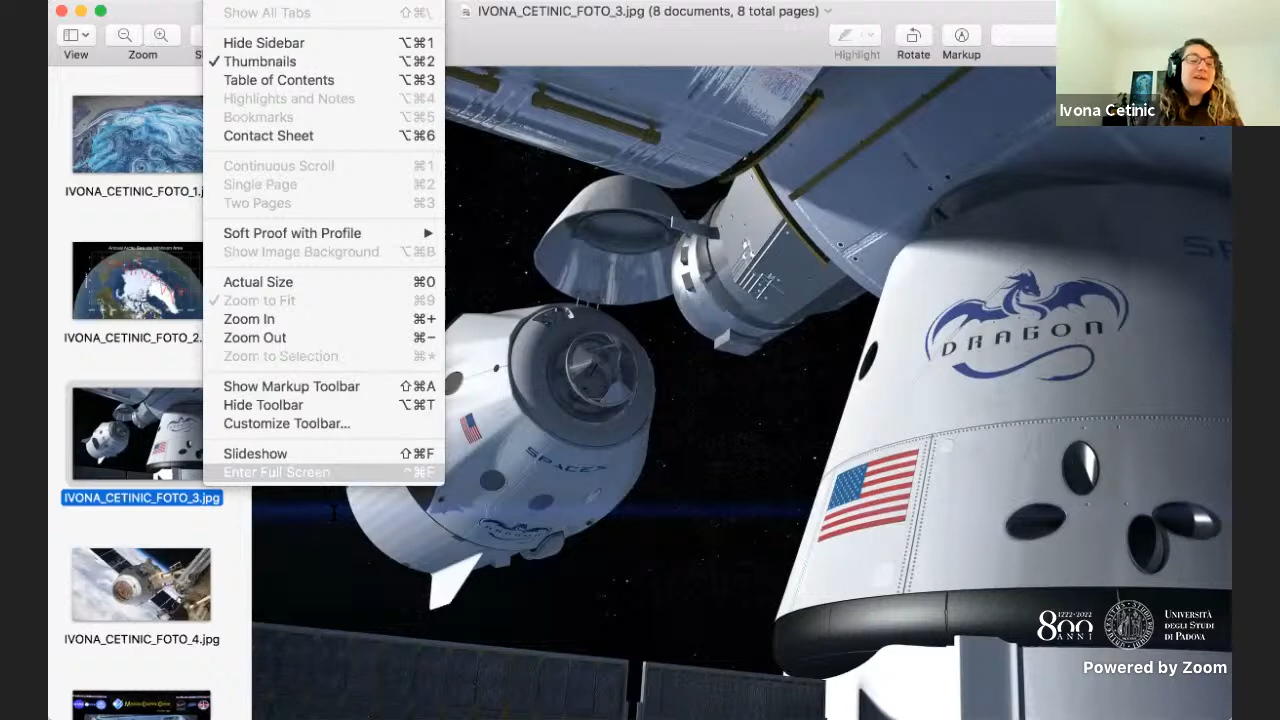 IVONA_CETINIC_FOTO_3.jpg (8 documents, 8 total pages)
View
Zoom
Highlight
Rotate
Markup
Show All Tabs ⇧⌘\
Hide Sidebar ⌥⌘1
✓ Thumbnails ⌥⌘2
Table of Contents ⌥⌘3
Highlights and Notes ⌥⌘4
Bookmarks ⌥⌘5
Contact Sheet ⌥⌘6
Continuous Scroll ⌘1
Single Page ⌘2
Two Pages ⌘3
Soft Proof with Profile ▶
Show Image Background ⌥⌘B
Actual Size ⌘0
✓ Zoom to Fit ⌘9
Zoom In ⌘+
Zoom Out ⌘−
Zoom to Selection ⌘*
Show Markup Toolbar ⇧⌘A
Hide Toolbar ⌥⌘T
Customize Toolbar...
Slideshow ⇧⌘F
Enter Full Screen ^⌘F
IVONA_CETINIC_FOTO_1.j
IVONA_CETINIC_FOTO_2.
IVONA_CETINIC_FOTO_3.jpg
IVONA_CETINIC_FOTO_4.jpg
Ivona Cetinic
SP
DRAGON
SPACEX
DRAGON
1222·2022
800
ANNI
UNIVERSITÀ
DEGLI STUDI
DI PADOVA
Powered by Zoom